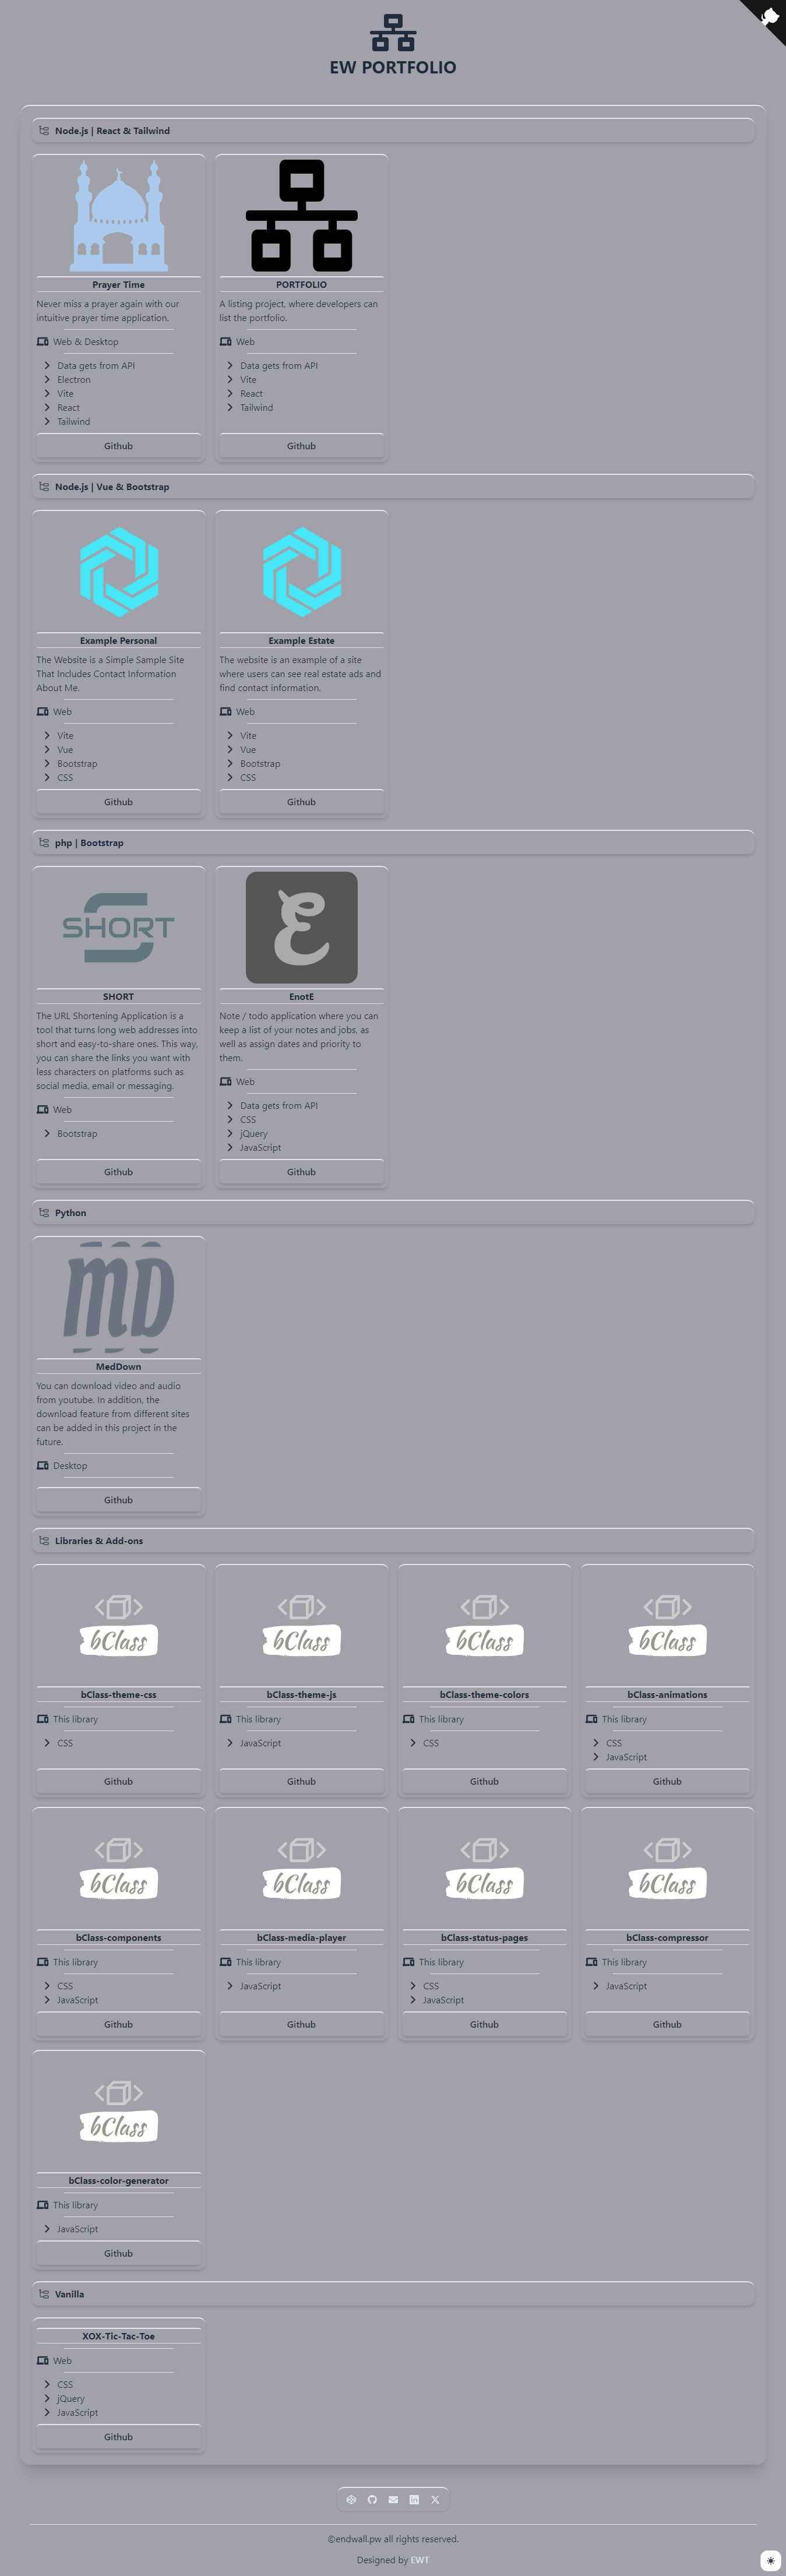 EW PORTFOLIO
Node.js | React & Tailwind
Prayer Time
Never miss a prayer again with our
intuitive prayer time application.
Web & Desktop
Data gets from API
Electron
Vite
React
Tailwind
Github
PORTFOLIO
A listing project, where developers can
list the portfolio.
Web
Data gets from API
Vite
React
Tailwind
Github
Node.js | Vue & Bootstrap
Example Personal
The Website is a Simple Sample Site
That Includes Contact Information
About Me.
Web
Vite
Vue
Bootstrap
CSS
Github
Example Estate
The website is an example of a site
where users can see real estate ads and
find contact information.
Web
Vite
Vue
Bootstrap
CSS
Github
php | Bootstrap
SHORT
SHORT
The URL Shortening Application is a
tool that turns long web addresses into
short and easy-to-share ones. This way,
you can share the links you want with
less characters on platforms such as
social media, email or messaging.
Web
Bootstrap
Github
E
EnotE
Note / todo application where you can
keep a list of your notes and jobs, as
well as assign dates and priority to
them.
Web
Data gets from API
CSS
jQuery
JavaScript
Github
Python
MD
MedDown
You can download video and audio
from youtube. In addition, the
download feature from different sites
can be added in this project in the
future.
Desktop
Github
Libraries & Add-ons
bClass
bClass-theme-css
This library
CSS
Github
bClass
bClass-theme-js
This library
JavaScript
Github
bClass
bClass-theme-colors
This library
CSS
Github
bClass
bClass-animations
This library
CSS
JavaScript
Github
bClass
bClass-components
This library
CSS
JavaScript
Github
bClass
bClass-media-player
This library
JavaScript
Github
bClass
bClass-status-pages
This library
CSS
JavaScript
Github
bClass
bClass-compressor
This library
JavaScript
Github
bClass
bClass-color-generator
This library
JavaScript
Github
Vanilla
XOX-Tic-Tac-Toe
Web
CSS
jQuery
JavaScript
Github
©endwall.pw all rights reserved.
Designed by EWT